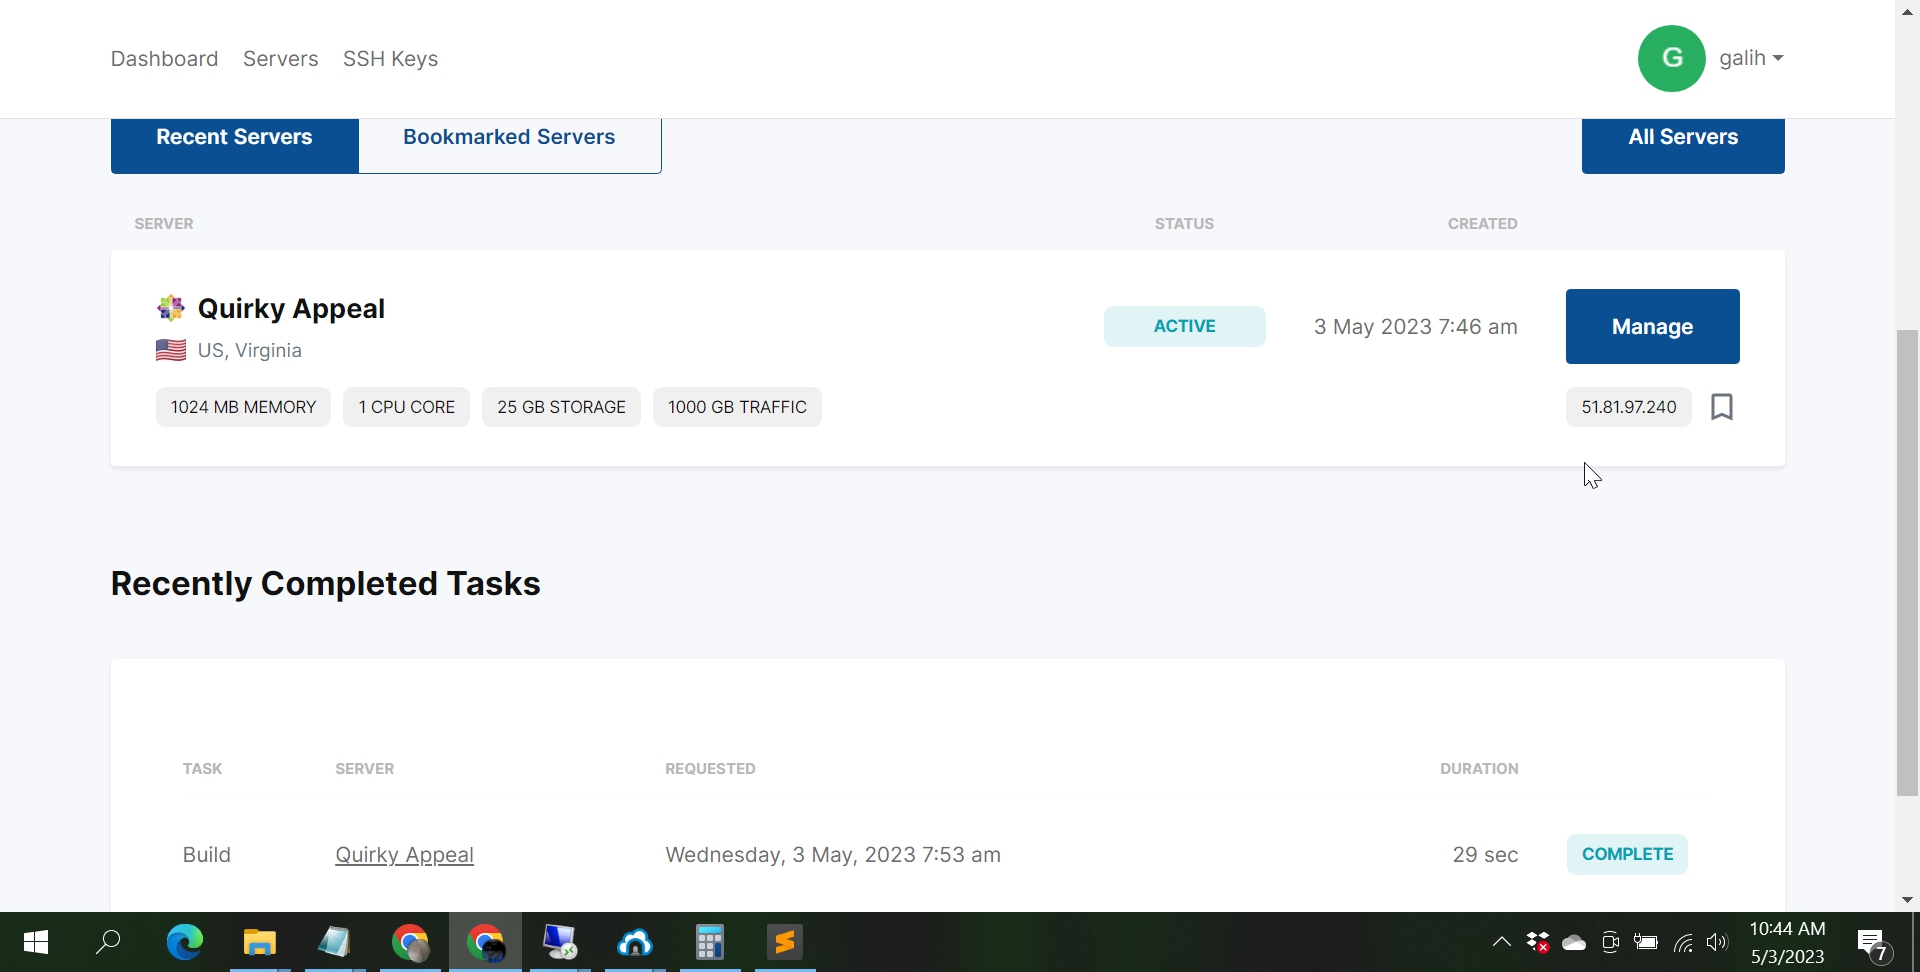 Dashboard Servers SSH Keys
G galih
Recent Servers Bookmarked Servers All Servers
SERVER STATUS CREATED
Quirky Appeal
US, Virginia
ACTIVE 3 May 2023 7:46 am Manage
1024 MB MEMORY 1 CPU CORE 25 GB STORAGE 1000 GB TRAFFIC 51.81.97.240
Recently Completed Tasks
TASK SERVER REQUESTED DURATION
Build Quirky Appeal Wednesday, 3 May, 2023 7:53 am 29 sec COMPLETE
10:44 AM
5/3/2023
7